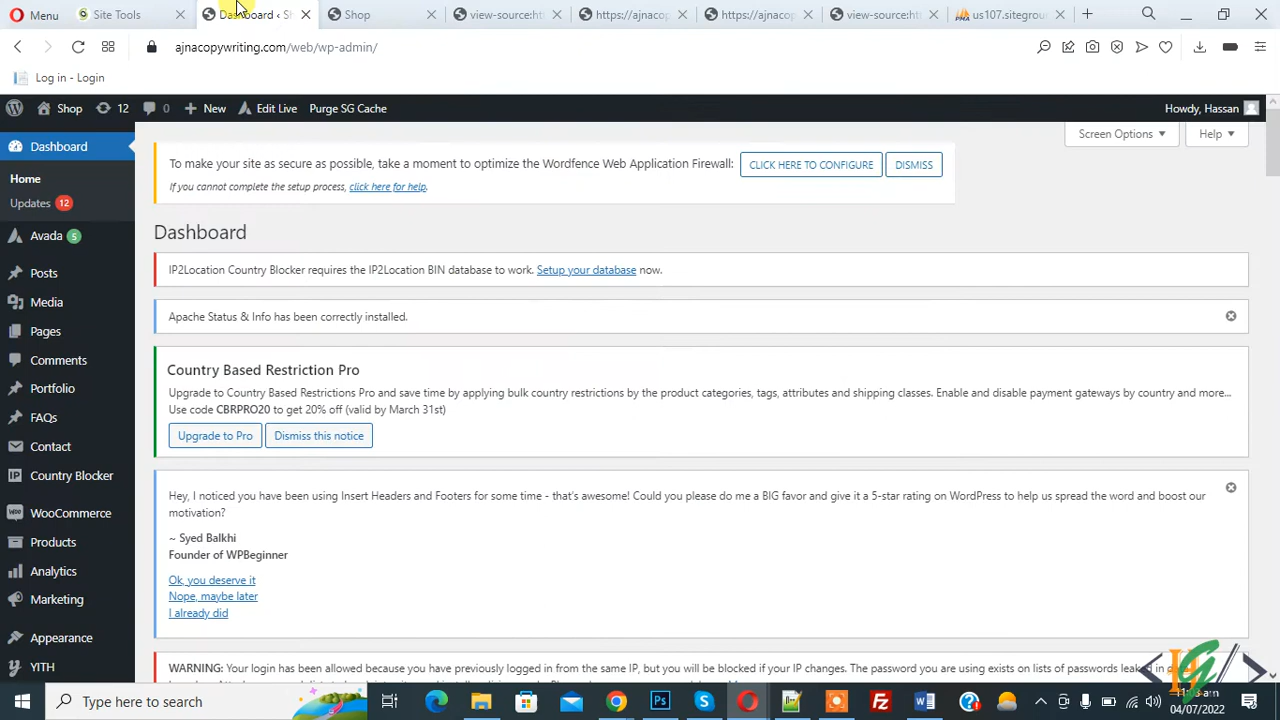 Menu
Site Tools
Dashboard ‹ Sh
Shop
view-source:ht
https://ajnacop
https://ajnacop
view-source:ht
us107.sitegrou
ajnacopywriting.com/web/wp-admin/
Log in - Login
Shop
12
0
New
Edit Live
Purge SG Cache
Howdy, Hassan
Dashboard
Home
Updates 12
Avada 5
Posts
Media
Pages
Comments
Portfolio
FAQs
Contact
Country Blocker
WooCommerce
Products
Analytics
Marketing
Appearance
YITH
Screen Options
Help
To make your site as secure as possible, take a moment to optimize the Wordfence Web Application Firewall:
CLICK HERE TO CONFIGURE
DISMISS
If you cannot complete the setup process, click here for help.
Dashboard
IP2Location Country Blocker requires the IP2Location BIN database to work. Setup your database now.
Apache Status & Info has been correctly installed.
Country Based Restriction Pro
Upgrade to Country Based Restrictions Pro and save time by applying bulk country restrictions by the product categories, tags, attributes and shipping classes. Enable and disable payment gateways by country and more...
Use code CBRPRO20 to get 20% off (valid by March 31st)
Upgrade to Pro
Dismiss this notice
Hey, I noticed you have been using Insert Headers and Footers for some time - that's awesome! Could you please do me a BIG favor and give it a 5-star rating on WordPress to help us spread the word and boost our
motivation?
~ Syed Balkhi
Founder of WPBeginner
Ok, you deserve it
Nope, maybe later
I already did
WARNING: Your login has been allowed because you have previously logged in from the same IP, but you will be blocked if your IP changes. The password you are using exists on lists of passwords leaked in
Type here to search
04/07/2022